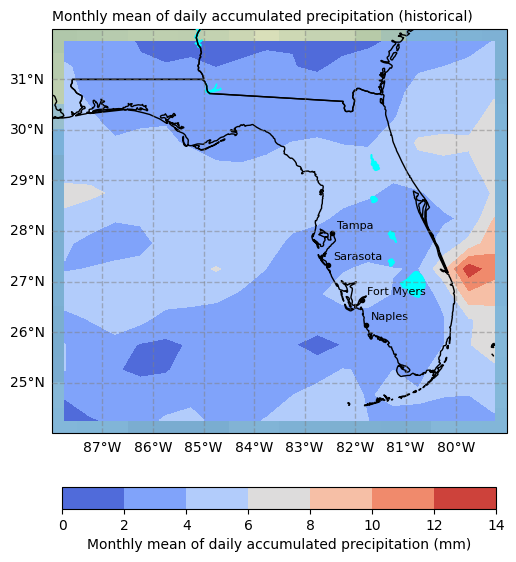 Monthly mean of daily accumulated precipitation (historical)
31°N
30°N
29°N
28°N
27°N
26°N
25°N
Tampa
Sarasota
Fort Myers
Naples
87°W 86°W 85°W 84°W 83°W 82°W 81°W 80°W
0 2 4 6 8 10 12 14
Monthly mean of daily accumulated precipitation (mm)